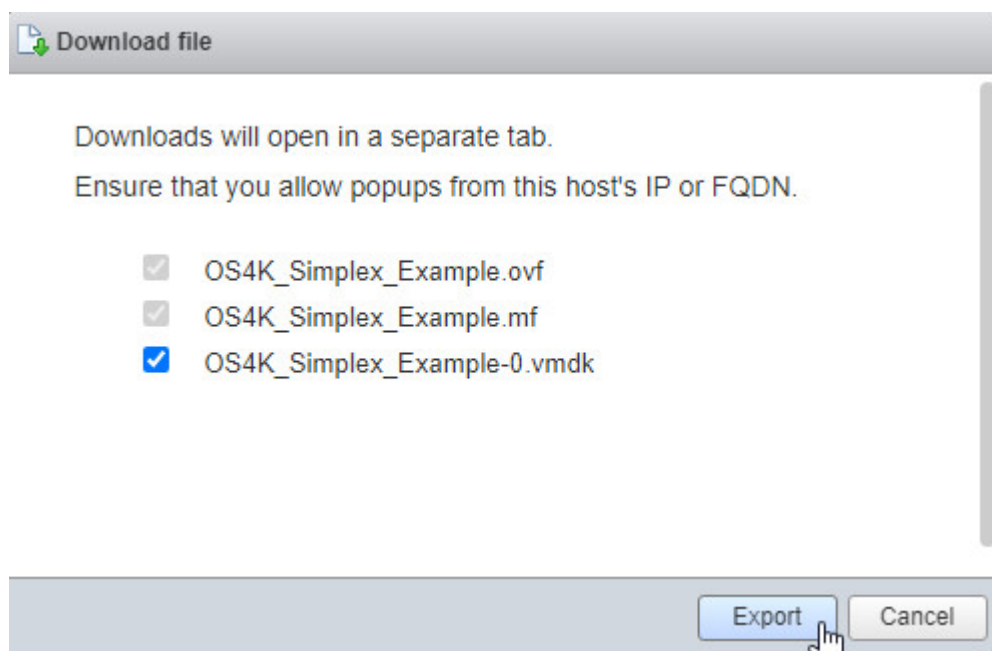 Download file
Downloads will open in a separate tab.
Ensure that you allow popups from this host's IP or FQDN.
OS4K_Simplex_Example.ovf
OS4K_Simplex_Example.mf
OS4K_Simplex_Example-0.vmdk
Export Cancel